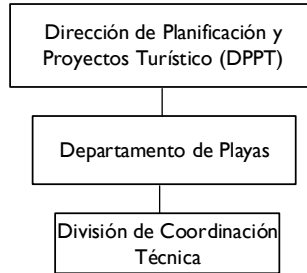 Dirección de Planificación y
Proyectos Turístico (DPPT)
Departamento de Playas
División de Coordinación
Técnica